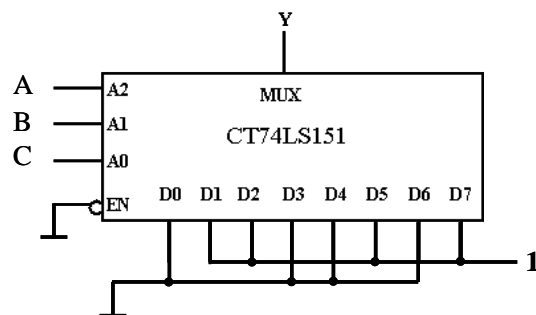 Y
A
A2
MUX
B
A1
CT74LS151
C
A0
EN
D0 D1 D2 D3 D4 D5 D6 D7
1